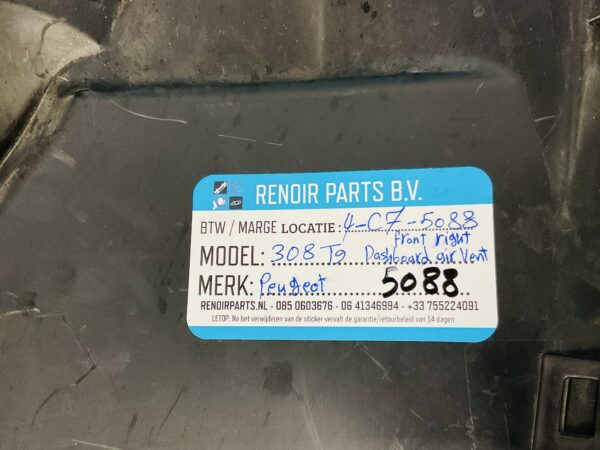 RENOIR PARTS B.V.
BTW / MARGE LOCATIE: 4-C7-5088
front right
MODEL: 308 T9 Dashboard air Vent
MERK: Peugeot 5088
RENOIRPARTS.NL - 085 0603676 - 06 41346994 - +33 755224091
LETOP: Na het verwijderen van de sticker vervalt de garantie/retourbeleid van 14 dagen